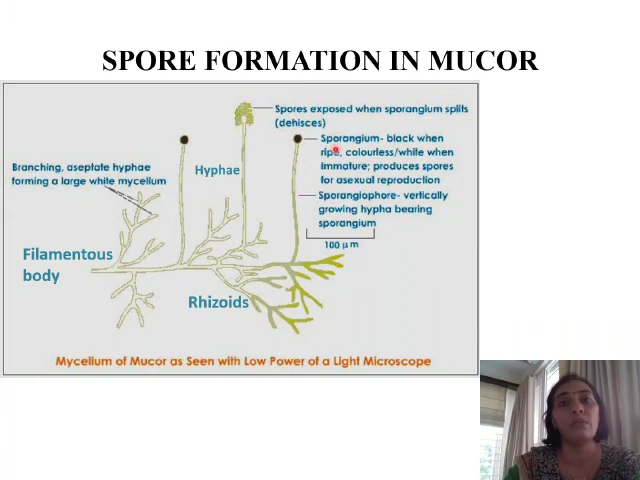 SPORE FORMATION IN MUCOR
Spores exposed when sporangium splits
(dehisces)
Sporangium- black when
ripe, colourless/white when
immature; produces spores
for asexual reproduction
Branching, aseptate hyphae
forming a large white mycelium
Hyphae
Sporangiophore- vertically
growing hypha bearing
sporangium
100 μm
Filamentous
body
Rhizoids
Mycelium of Mucor as Seen with Low Power of a Light Microscope